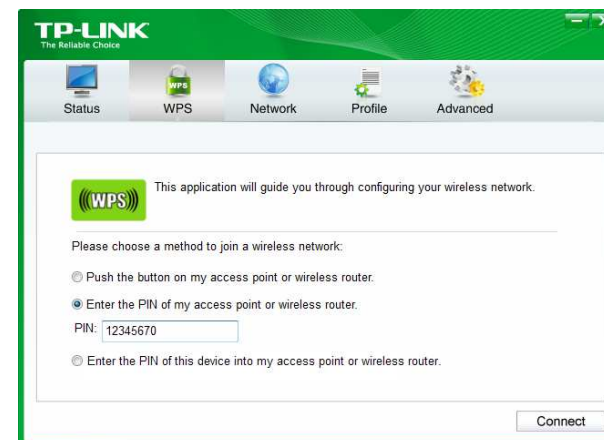 TP-LINK
The Reliable Choice
Status WPS Network Profile Advanced
WPS
(((WPS)))
This application will guide you through configuring your wireless network.
Please choose a method to join a wireless network:
Push the button on my access point or wireless router.
Enter the PIN of my access point or wireless router.
PIN: 12345670
Enter the PIN of this device into my access point or wireless router.
Connect